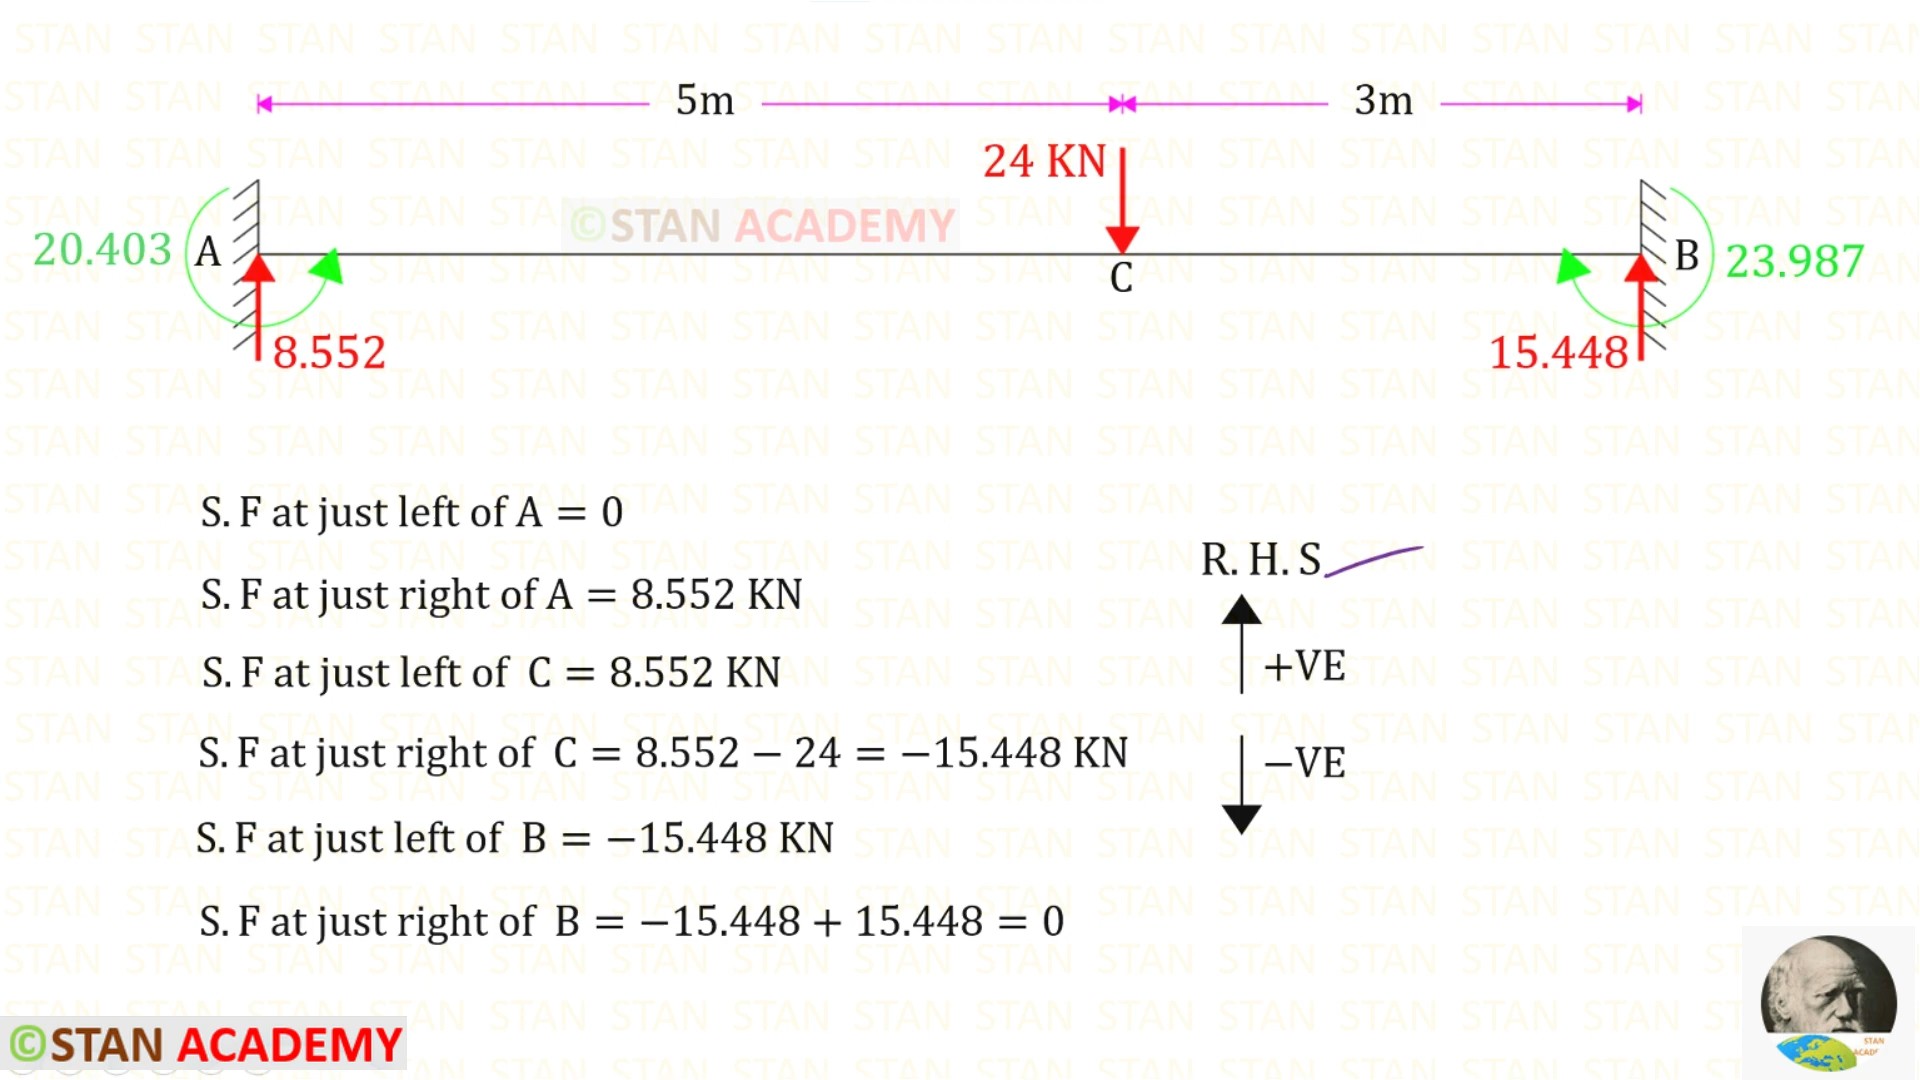 5m
3m
24 KN
©STAN ACADEMY
20.403
A
B
23.987
C
8.552
15.448
S. F at just left of A = 0
S. F at just right of A = 8.552 KN
S. F at just left of C = 8.552 KN
S. F at just right of C = 8.552 − 24 = −15.448 KN
S. F at just left of B = −15.448 KN
S. F at just right of B = −15.448 + 15.448 = 0
R. H. S
+VE
−VE
©STAN ACADEMY
STAN